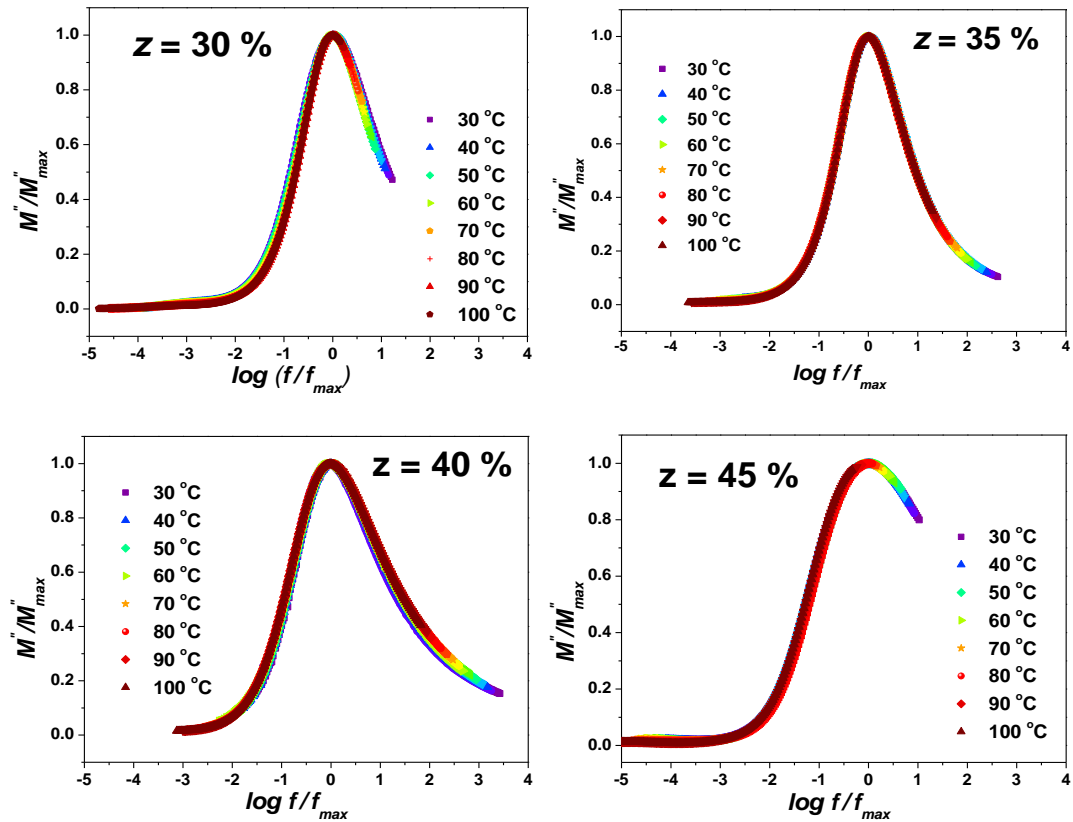 z = 30 %
M''/M''max
1.0
0.8
0.6
0.4
0.2
0.0
30 °C
40 °C
50 °C
60 °C
70 °C
80 °C
90 °C
100 °C
-5 -4 -3 -2 -1 0 1 2 3 4
log (f/fmax)
z = 35 %
M''/M''max
1.0
0.8
0.6
0.4
0.2
0.0
30 °C
40 °C
50 °C
60 °C
70 °C
80 °C
90 °C
100 °C
-5 -4 -3 -2 -1 0 1 2 3 4
log f/fmax
z = 40 %
M''/M''max
1.0
0.8
0.6
0.4
0.2
0.0
30 °C
40 °C
50 °C
60 °C
70 °C
80 °C
90 °C
100 °C
-5 -4 -3 -2 -1 0 1 2 3 4
log f/fmax
z = 45 %
M''/M''max
1.0
0.8
0.6
0.4
0.2
0.0
30 °C
40 °C
50 °C
60 °C
70 °C
80 °C
90 °C
100 °C
-5 -4 -3 -2 -1 0 1 2 3 4
log f/fmax